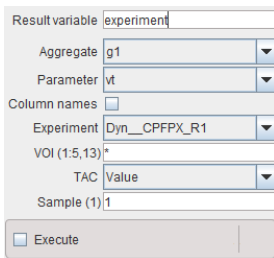 Result variable experiment
Aggregate g1
Parameter vt
Column names
Experiment Dyn__CPFPX_R1
VOI (1:5,13) *
TAC Value
Sample (1) 1
Execute